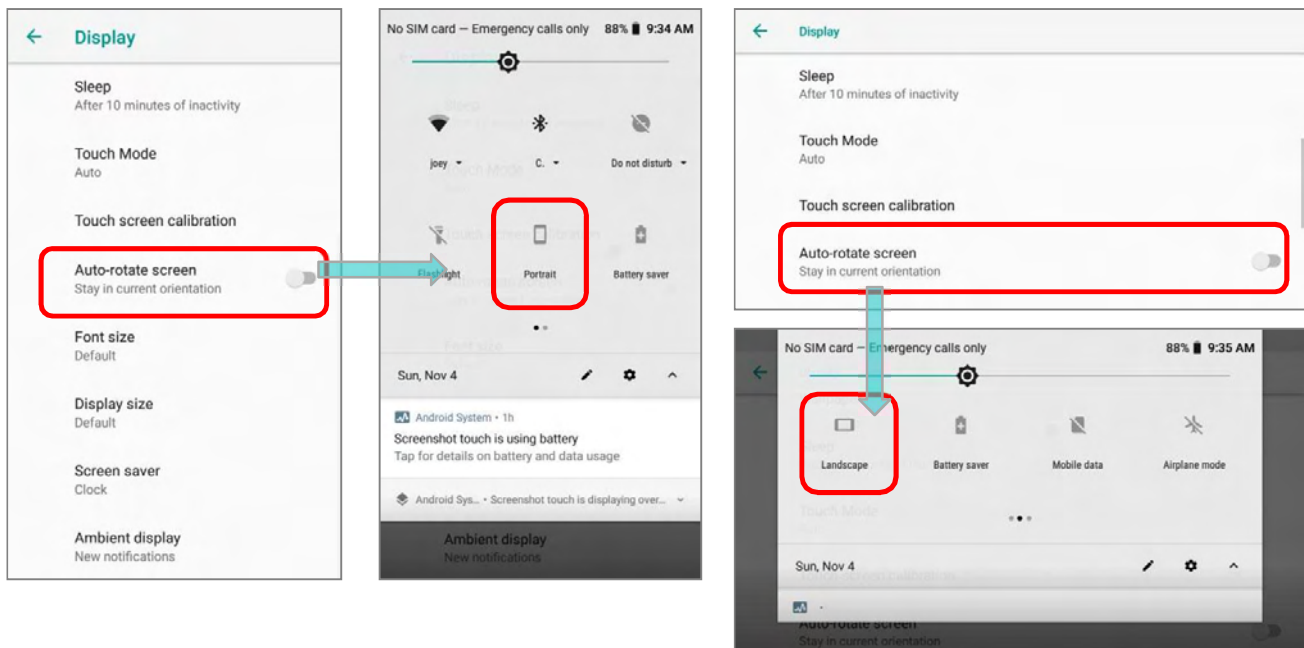 Display
Sleep
After 10 minutes of inactivity
Touch Mode
Auto
Touch screen calibration
Auto-rotate screen
Stay in current orientation
Font size
Default
Display size
Default
Screen saver
Clock
Ambient display
New notifications
No SIM card — Emergency calls only 88% 9:34 AM
joey C. Do not disturb
Flashlight Portrait Battery saver
Sun, Nov 4
Android System • 1h
Screenshot touch is using battery
Tap for details on battery and data usage
Android Sys... • Screenshot touch is displaying over...
Ambient display
New notifications
Display
Sleep
After 10 minutes of inactivity
Touch Mode
Auto
Touch screen calibration
Auto-rotate screen
Stay in current orientation
No SIM card — Emergency calls only 88% 9:35 AM
Landscape Battery saver Mobile data Airplane mode
Touch Mode
Sun, Nov 4
Touch screen calibration
Auto-rotate screen
Stay in current orientation